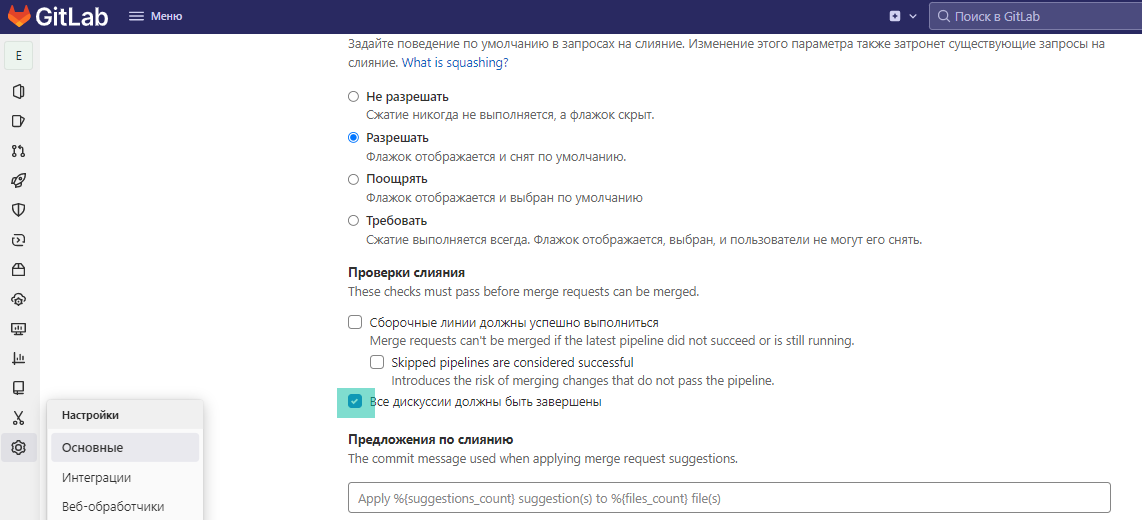 GitLab
Меню
Поиск в GitLab
E
Задайте поведение по умолчанию в запросах на слияние. Изменение этого параметра также затронет существующие запросы на
слияние. What is squashing?
Не разрешать
Сжатие никогда не выполняется, а флажок скрыт.
Разрешать
Флажок отображается и снят по умолчанию.
Поощрять
Флажок отображается и выбран по умолчанию
Требовать
Сжатие выполняется всегда. Флажок отображается, выбран, и пользователи не могут его снять.
Проверки слияния
These checks must pass before merge requests can be merged.
Сборочные линии должны успешно выполниться
Merge requests can't be merged if the latest pipeline did not succeed or is still running.
Skipped pipelines are considered successful
Introduces the risk of merging changes that do not pass the pipeline.
Все дискуссии должны быть завершены
Предложения по слиянию
The commit message used when applying merge request suggestions.
Apply %{suggestions_count} suggestion(s) to %{files_count} file(s)
Настройки
Основные
Интеграции
Веб-обработчики